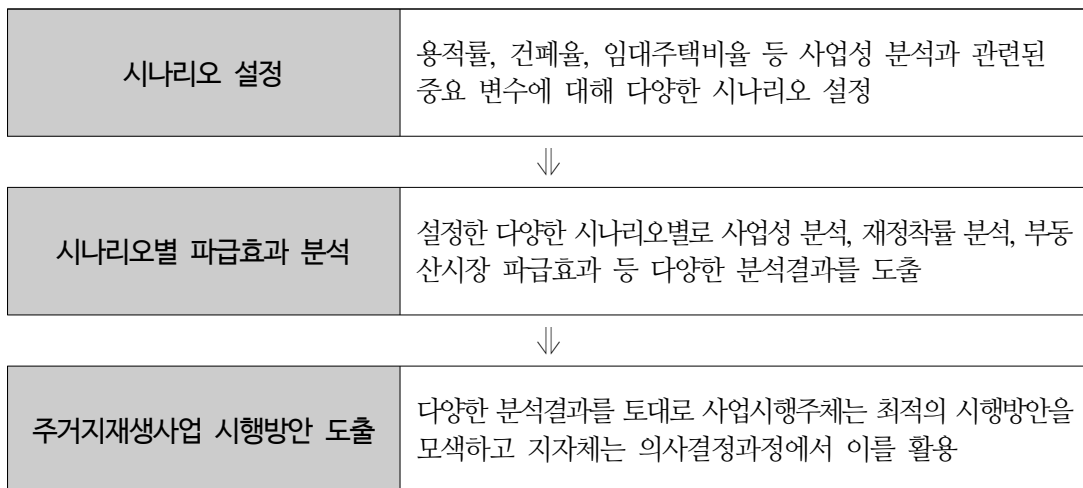 시나리오 설정
용적률, 건폐율, 임대주택비율 등 사업성 분석과 관련된
중요 변수에 대해 다양한 시나리오 설정
⇓
시나리오별 파급효과 분석
설정한 다양한 시나리오별로 사업성 분석, 재정착률 분석, 부동
산시장 파급효과 등 다양한 분석결과를 도출
⇓
주거지재생사업 시행방안 도출
다양한 분석결과를 토대로 사업시행주체는 최적의 시행방안을
모색하고 지자체는 의사결정과정에서 이를 활용